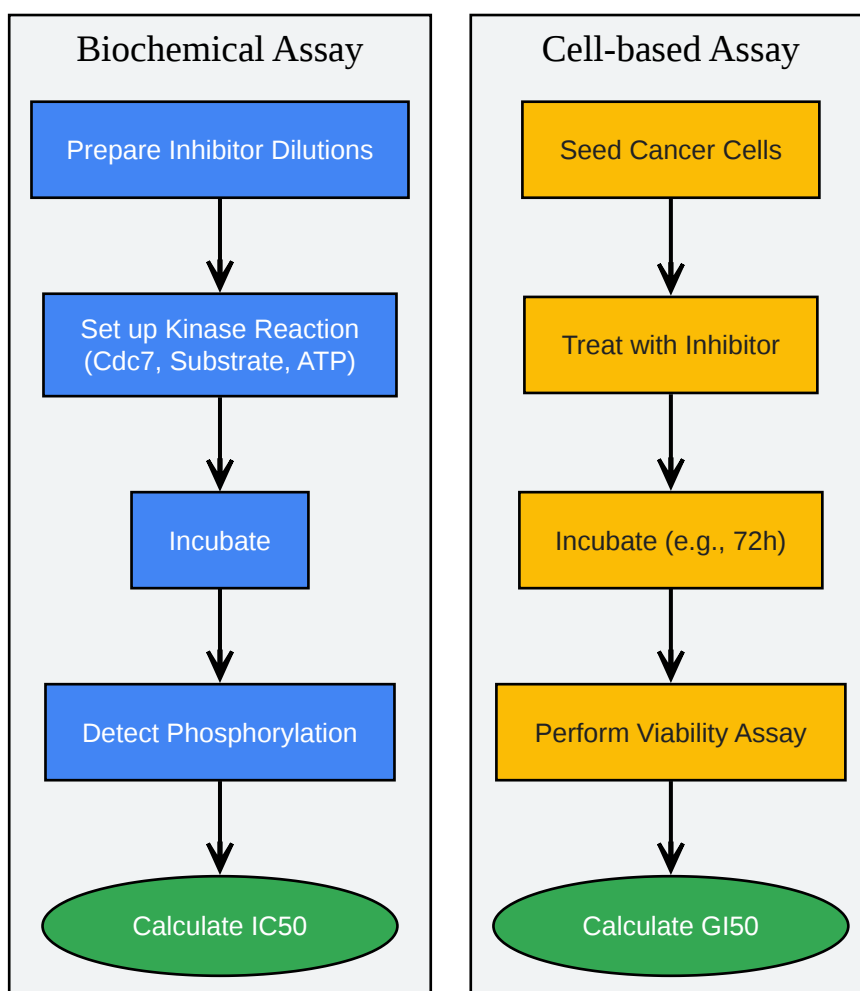 Biochemical Assay
Prepare Inhibitor Dilutions
Set up Kinase Reaction
(Cdc7, Substrate, ATP)
Incubate
Detect Phosphorylation
Calculate IC50
Cell-based Assay
Seed Cancer Cells
Treat with Inhibitor
Incubate (e.g., 72h)
Perform Viability Assay
Calculate GI50